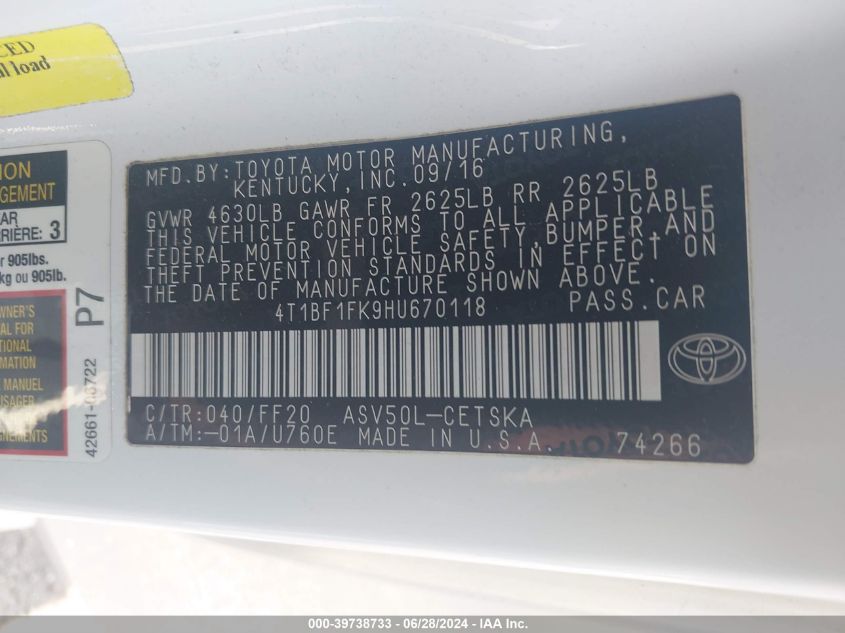 CED
al load
ION
GEMENT
AR
RRIÈRE: 3
r 905lbs.
kg ou 905lb.
WNER'S
AL FOR
TIONAL
MATION
MANUEL
USAGER
P7
MFD.BY:TOYOTA MOTOR MANUFACTURING,
KENTUCKY,INC.09/16
GVWR 4630LB GAWR FR 2625LB RR 2625LB
THIS VEHICLE CONFORMS TO ALL APPLICABLE
FEDERAL MOTOR VEHICLE SAFETY,BUMPER,AND
THEFT PREVENTION STANDARDS IN EFFECT ON
THE DATE OF MANUFACTURE SHOWN ABOVE.
4T1BF1FK9HU670118 PASS.CAR
C/TR:040/FF20 ASV50L-CETSKA
A/TM:-01A/U760E MADE IN U.S.A. 74266
000-39738733 - 06/28/2024 - IAA Inc.